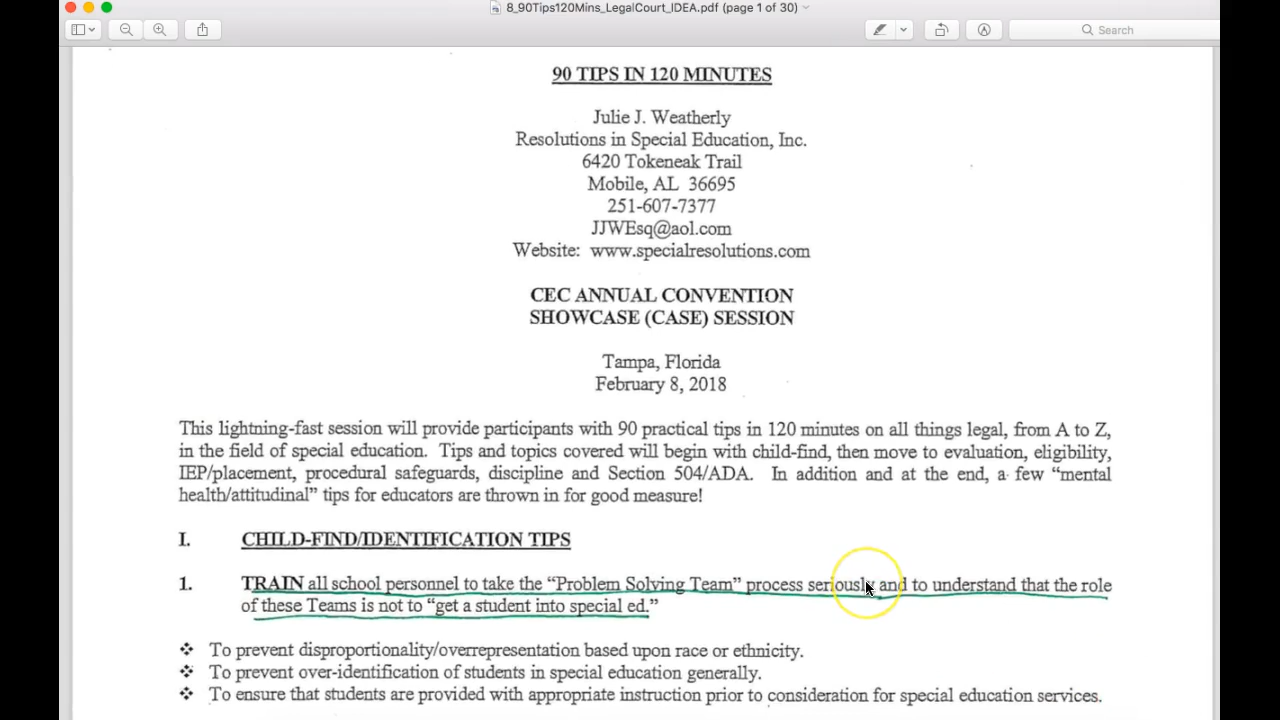 8_90Tips120Mins_LegalCourt_IDEA.pdf (page 1 of 30)
Search
90 TIPS IN 120 MINUTES
Julie J. Weatherly
Resolutions in Special Education, Inc.
6420 Tokeneak Trail
Mobile, AL 36695
251-607-7377
JJWEsq@aol.com
Website: www.specialresolutions.com
CEC ANNUAL CONVENTION
SHOWCASE (CASE) SESSION
Tampa, Florida
February 8, 2018
This lightning-fast session will provide participants with 90 practical tips in 120 minutes on all things legal, from A to Z,
in the field of special education. Tips and topics covered will begin with child-find, then move to evaluation, eligibility,
IEP/placement, procedural safeguards, discipline and Section 504/ADA. In addition and at the end, a few “mental
health/attitudinal” tips for educators are thrown in for good measure!
I. CHILD-FIND/IDENTIFICATION TIPS
1. TRAIN all school personnel to take the “Problem Solving Team” process seriously and to understand that the role
of these Teams is not to “get a student into special ed.”
❖ To prevent disproportionality/overrepresentation based upon race or ethnicity.
❖ To prevent over-identification of students in special education generally.
❖ To ensure that students are provided with appropriate instruction prior to consideration for special education services.